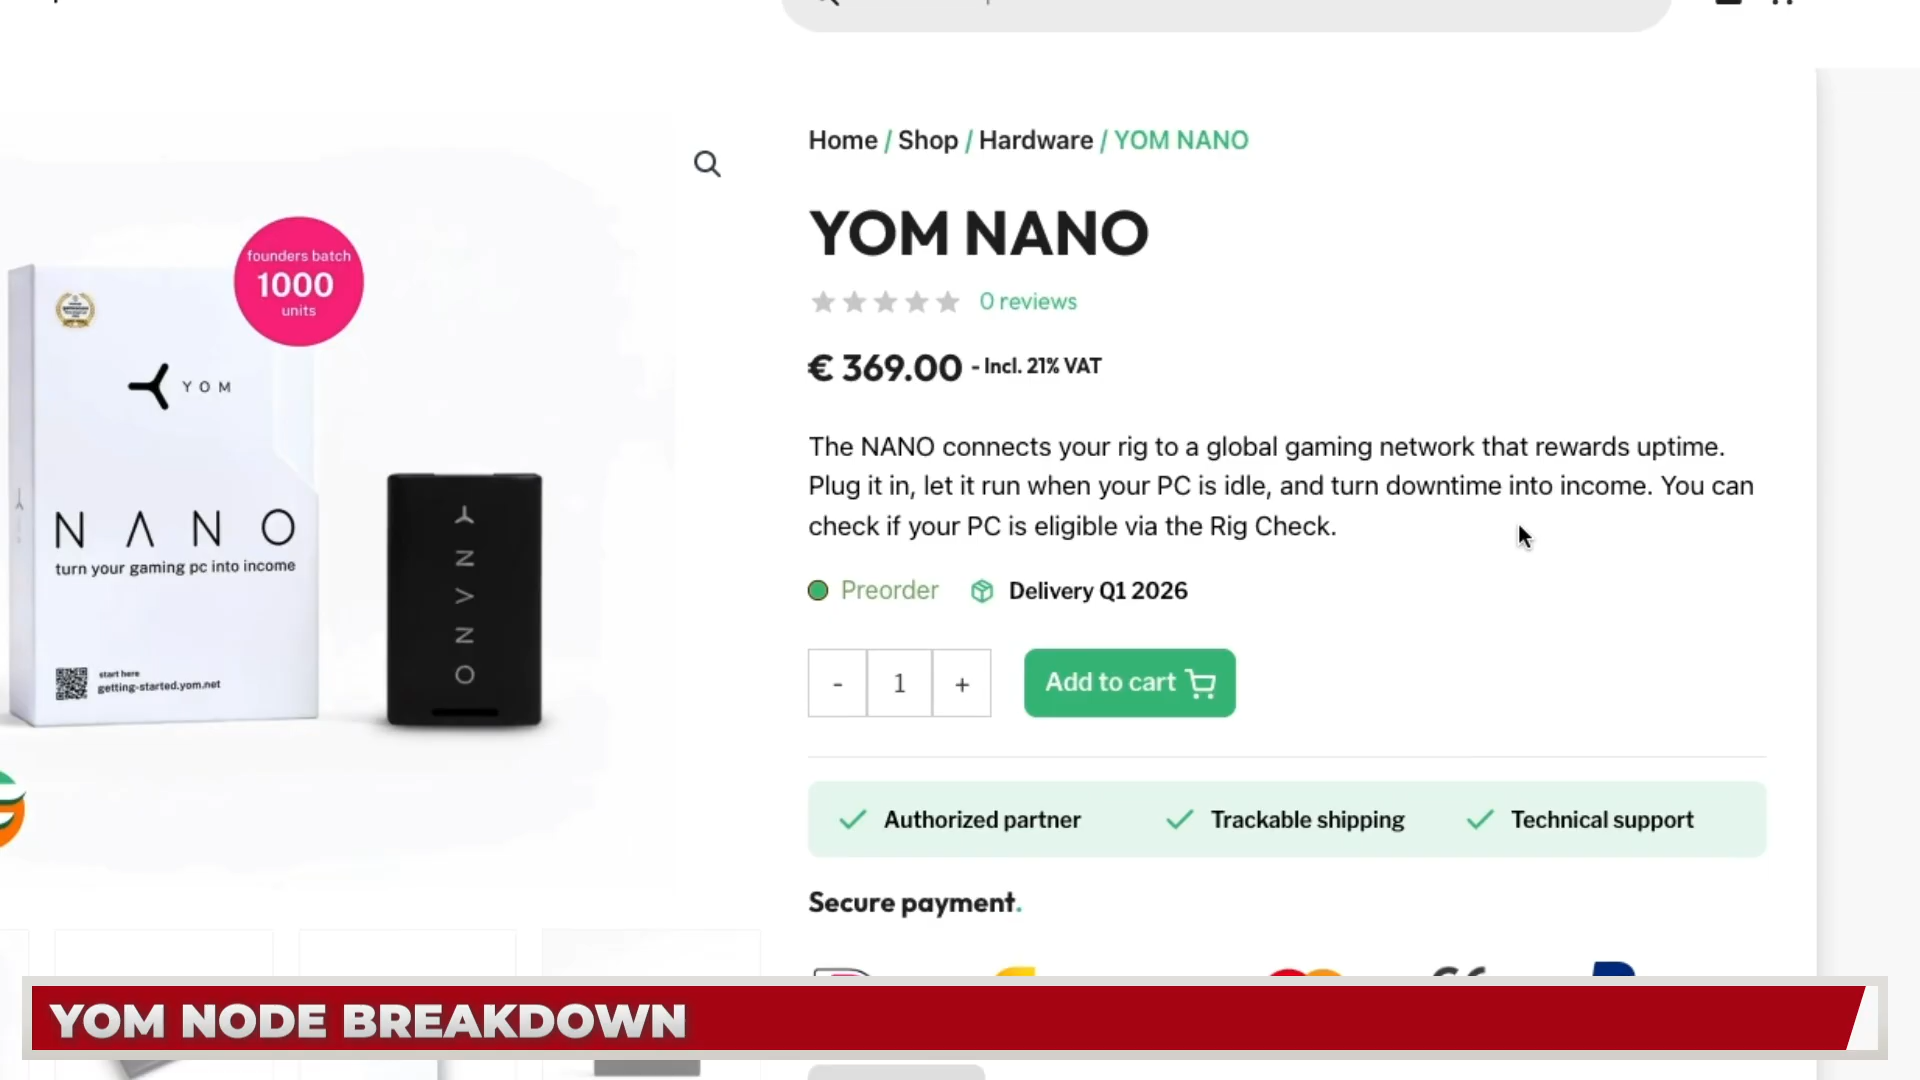 Home / Shop / Hardware / YOM NANO
YOM NANO
0 reviews
€ 369.00 - Incl. 21% VAT
The NANO connects your rig to a global gaming network that rewards uptime.
Plug it in, let it run when your PC is idle, and turn downtime into income. You can
check if your PC is eligible via the Rig Check.
Preorder Delivery Q1 2026
- 1 + Add to cart
Authorized partner Trackable shipping Technical support
Secure payment.
founders batch
1000
units
YOM
NANO
turn your gaming pc into income
start here
getting-started.yom.net
NANO
YOM NODE BREAKDOWN